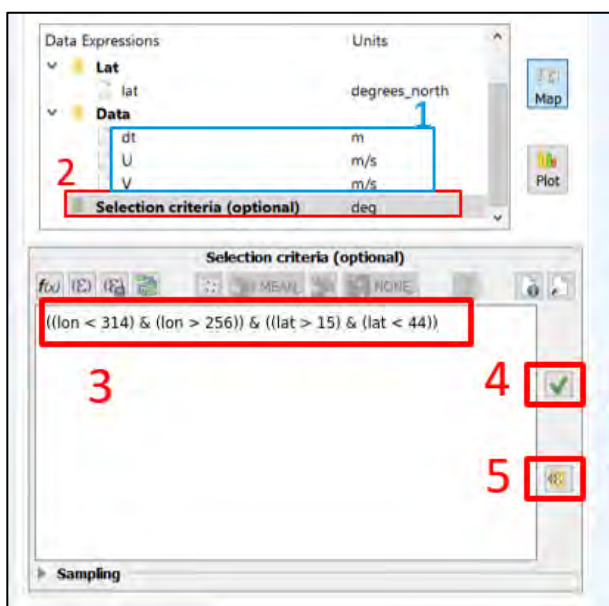 Data Expressions Units
Lat
lat degrees_north
Map
Data
1
dt m
U m/s
Plot
2
V m/s
Selection criteria (optional) deg
Selection criteria (optional)
f(x) MEAN NONE
((lon < 314) & (lon > 256)) & ((lat > 15) & (lat < 44))
3
4
5
Sampling